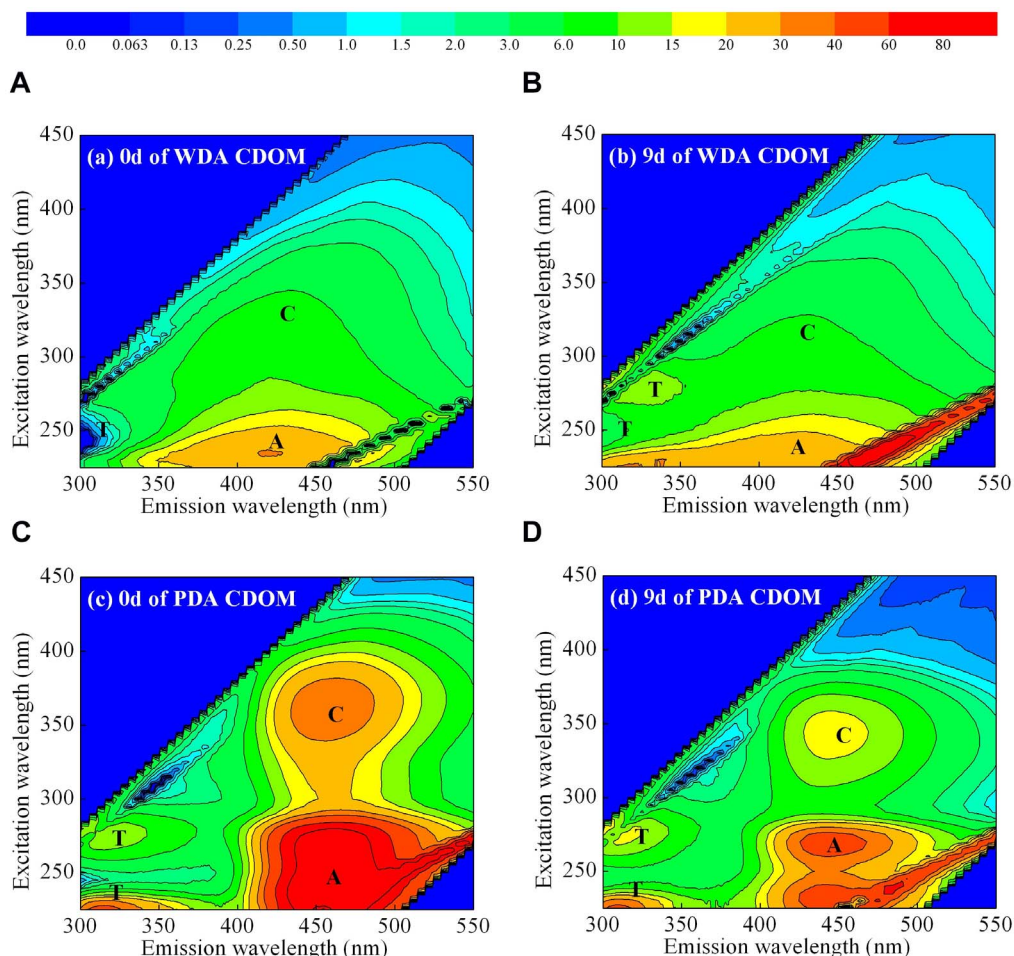 0.0 0.063 0.13 0.25 0.50 1.0 1.5 2.0 3.0 6.0 10 15 20 30 40 60 80
A
B
(a) 0d of WDA CDOM
(b) 9d of WDA CDOM
450
400
350
300
250
Excitation wavelength (nm)
C
T
A
300 350 400 450 500 550
Emission wavelength (nm)
450
400
350
300
250
Excitation wavelength (nm)
C
T
T
A
300 350 400 450 500 550
Emission wavelength (nm)
C
D
(c) 0d of PDA CDOM
(d) 9d of PDA CDOM
450
400
350
300
250
Excitation wavelength (nm)
C
T
T
A
300 350 400 450 500 550
Emission wavelength (nm)
450
400
350
300
250
Excitation wavelength (nm)
C
T
A
T
300 350 400 450 500 550
Emission wavelength (nm)